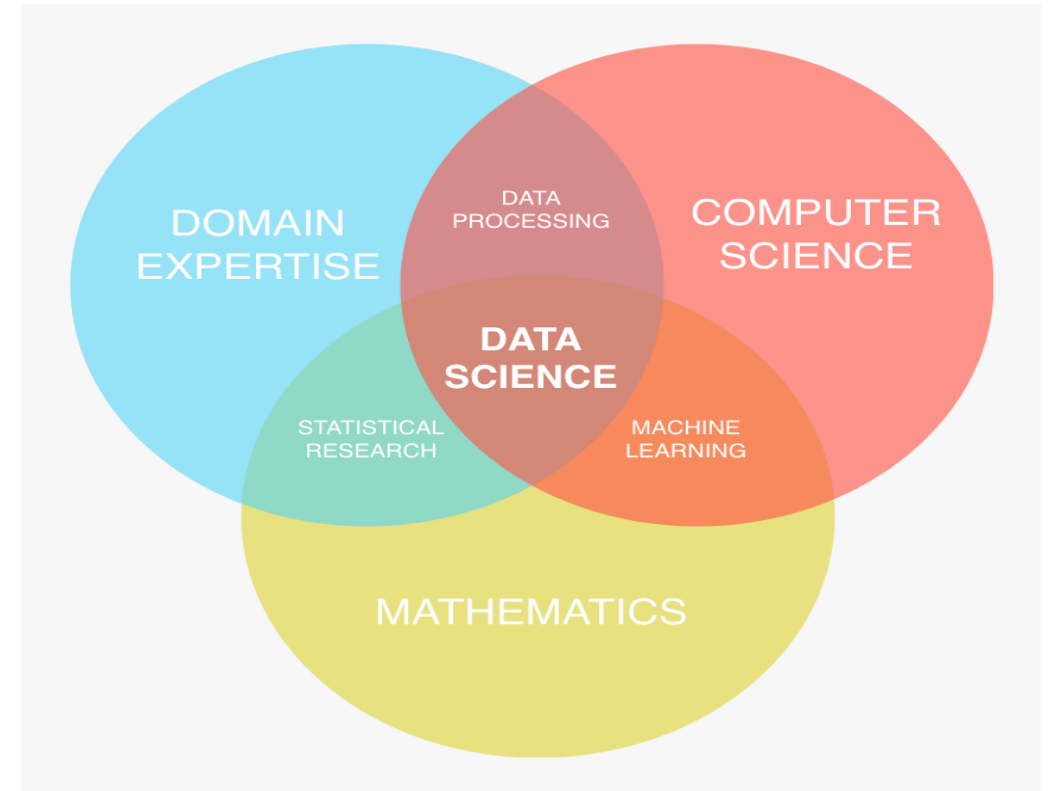 DATA
PROCESSING
DOMAIN
EXPERTISE
COMPUTER
SCIENCE
DATA
SCIENCE
STATISTICAL
RESEARCH
MACHINE
LEARNING
MATHEMATICS